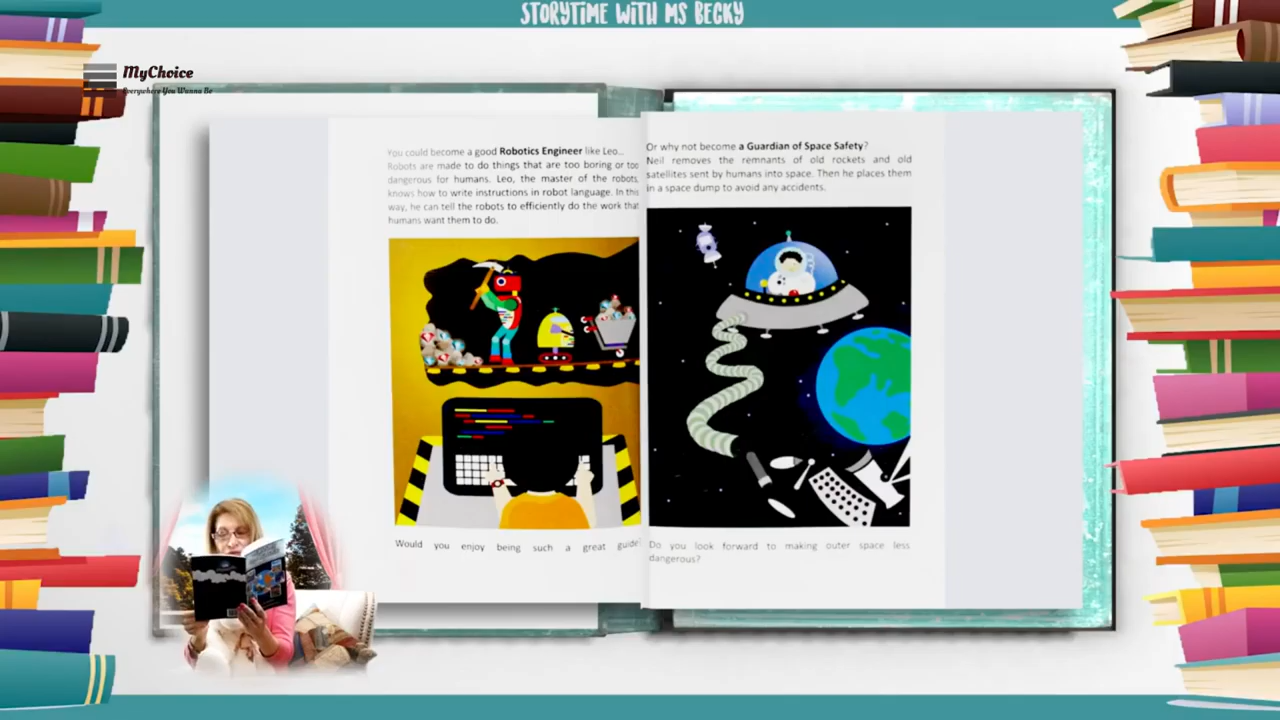 STORYTIME WITH MS BECKY
MyChoice
Everywhere You Wanna Be
You could become a good Robotics Engineer like Leo...
Robots are made to do things that are too boring or too
dangerous for humans. Leo, the master of the robots,
knows how to write instructions in robot language. In this
way, he can tell the robots to efficiently do the work that
humans want them to do.
Would you enjoy being such a great guide?
Or why not become a Guardian of Space Safety?
Neil removes the remnants of old rockets and old
satellites sent by humans into space. Then he places them
in a space dump to avoid any accidents.
Do you look forward to making outer space less
dangerous?